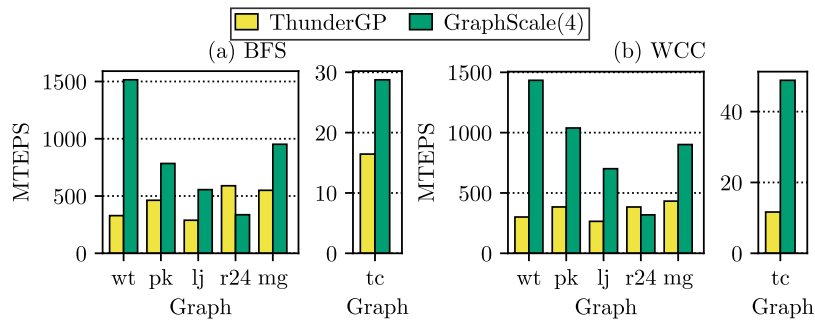 ThunderGP GraphScale(4)
(a) BFS
(b) WCC
MTEPS
1500
1000
500
0
wt pk lj r24 mg
Graph
30
20
10
0
tc
Graph
MTEPS
1500
1000
500
0
wt pk lj r24 mg
Graph
40
20
0
tc
Graph